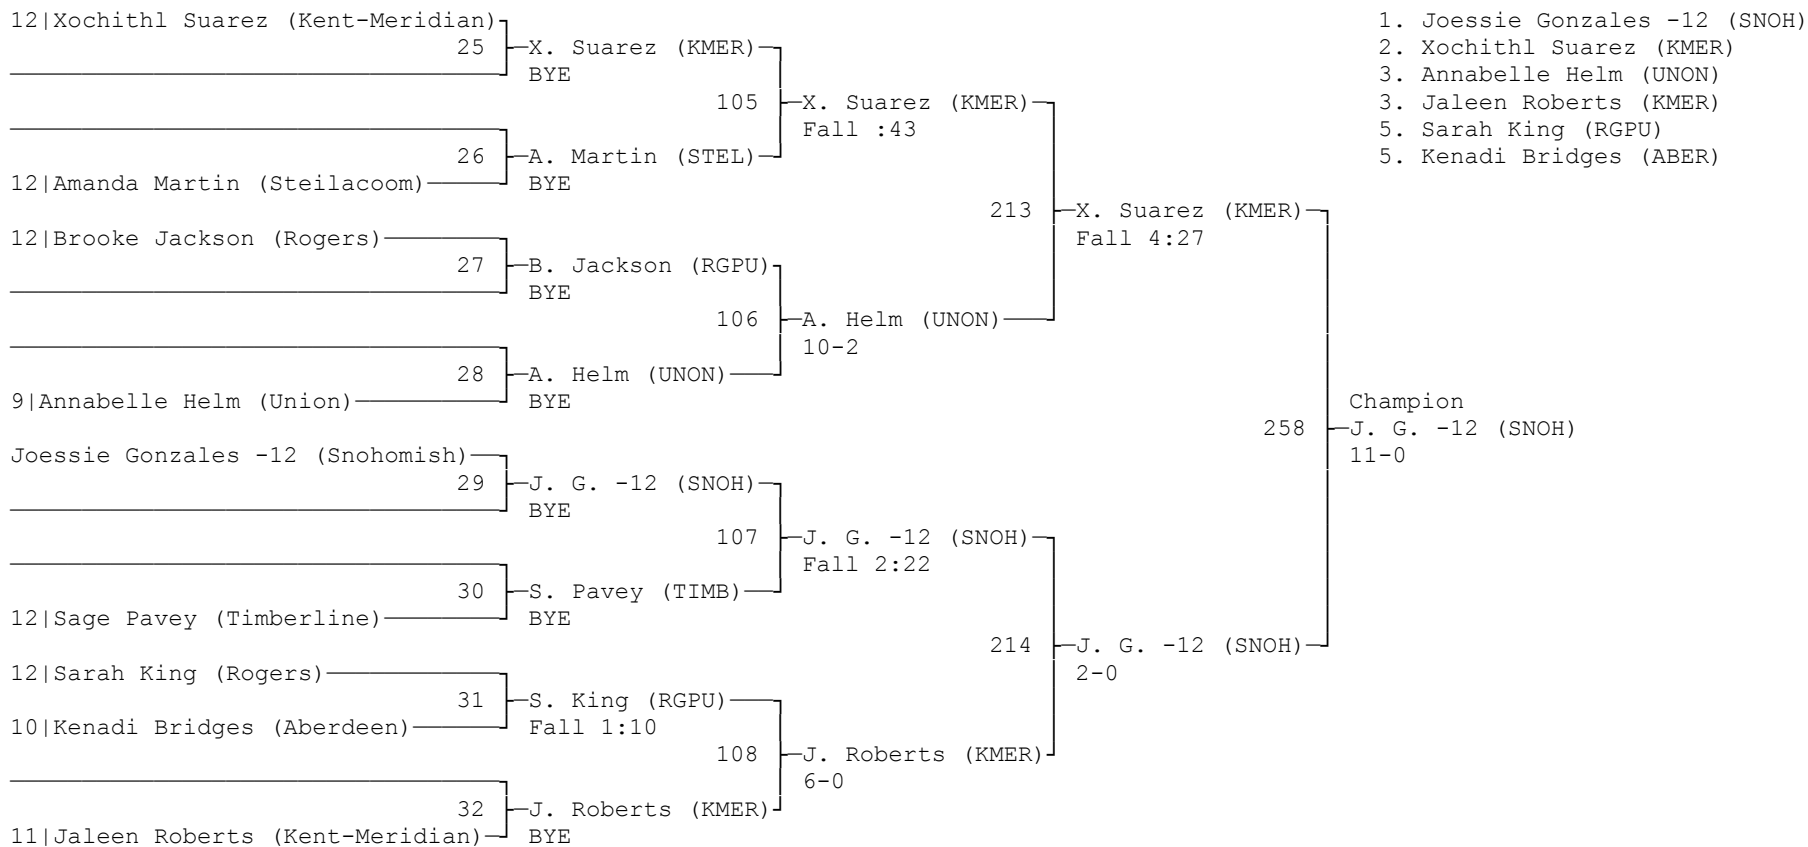 12|Xochithl Suarez (Kent-Meridian)
1. Joessie Gonzales -12 (SNOH)
25 X. Suarez (KMER)
2. Xochithl Suarez (KMER)
BYE
3. Annabelle Helm (UNON)
105 X. Suarez (KMER)
3. Jaleen Roberts (KMER)
Fall :43
5. Sarah King (RGPU)
26 A. Martin (STEL)
5. Kenadi Bridges (ABER)
12|Amanda Martin (Steilacoom)
BYE
213 X. Suarez (KMER)
12|Brooke Jackson (Rogers)
Fall 4:27
27 B. Jackson (RGPU)
BYE
106 A. Helm (UNON)
10-2
28 A. Helm (UNON)
9|Annabelle Helm (Union)
BYE
Champion
258 J. G. -12 (SNOH)
Joessie Gonzales -12 (Snohomish)
11-0
29 J. G. -12 (SNOH)
BYE
107 J. G. -12 (SNOH)
Fall 2:22
30 S. Pavey (TIMB)
12|Sage Pavey (Timberline)
BYE
214 J. G. -12 (SNOH)
12|Sarah King (Rogers)
2-0
31 S. King (RGPU)
10|Kenadi Bridges (Aberdeen)
Fall 1:10
108 J. Roberts (KMER)
6-0
32 J. Roberts (KMER)
11|Jaleen Roberts (Kent-Meridian)
BYE